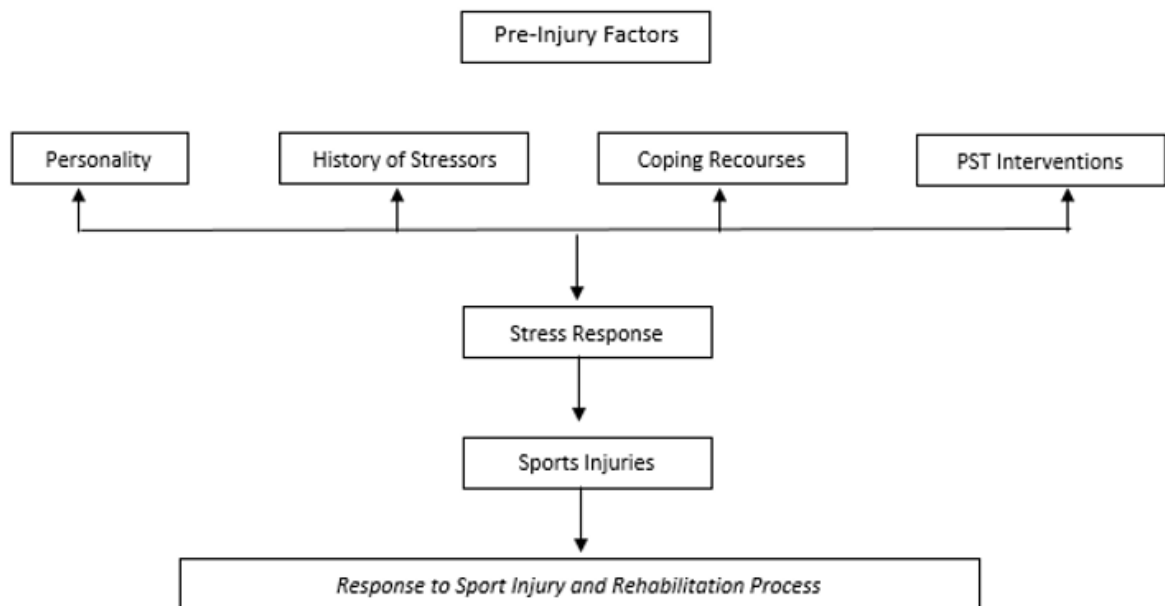 Pre-Injury Factors
Personality
History of Stressors
Coping Recourses
PST Interventions
Stress Response
Sports Injuries
Response to Sport Injury and Rehabilitation Process